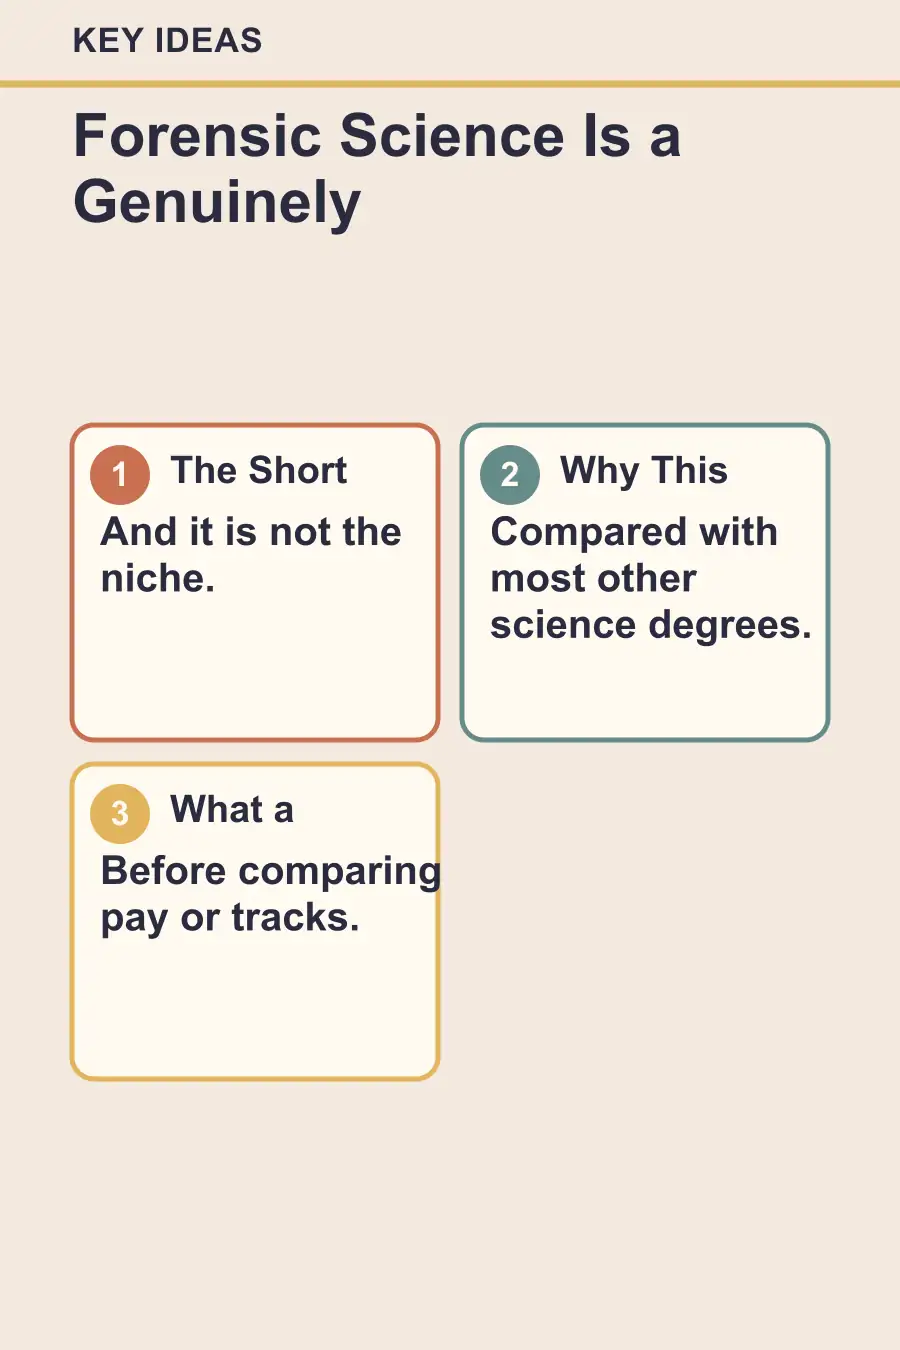 KEY IDEAS
Forensic Science Is a
Genuinely
1 The Short
And it is not the
niche.
2 Why This
Compared with
most other
science degrees.
3 What a
Before comparing
pay or tracks.